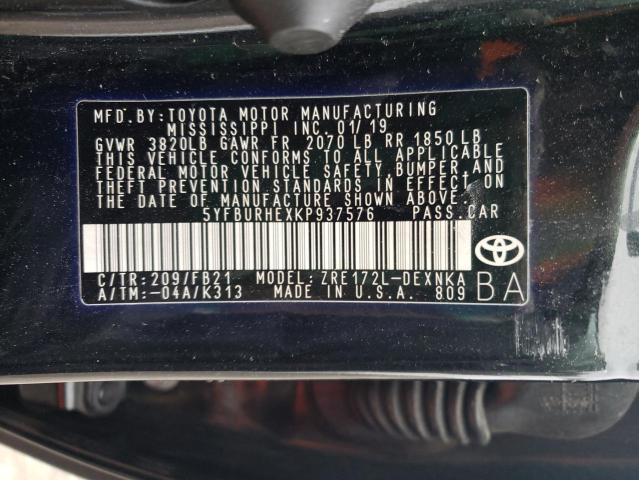 MFD.BY:TOYOTA MOTOR MANUFACTURING
MISSISSIPPI INC. 01/19
GVWR 3820LB GAWR FR 2070 LB RR 1850LB
THIS VEHICLE CONFORMS TO ALL APPLICABLE
FEDERAL MOTOR VEHICLE SAFETY,BUMPER,AND
THEFT PREVENTION STANDARDS IN EFFECT ON
THE DATE OF MANUFACTURE SHOWN ABOVE.
5YFBURHEXKP937576 PASS.CAR
C/TR:209/FB21 MODEL:ZRE172L-DEXNKA
A/TM:-04A/K313 MADE IN U.S.A. 809 BA